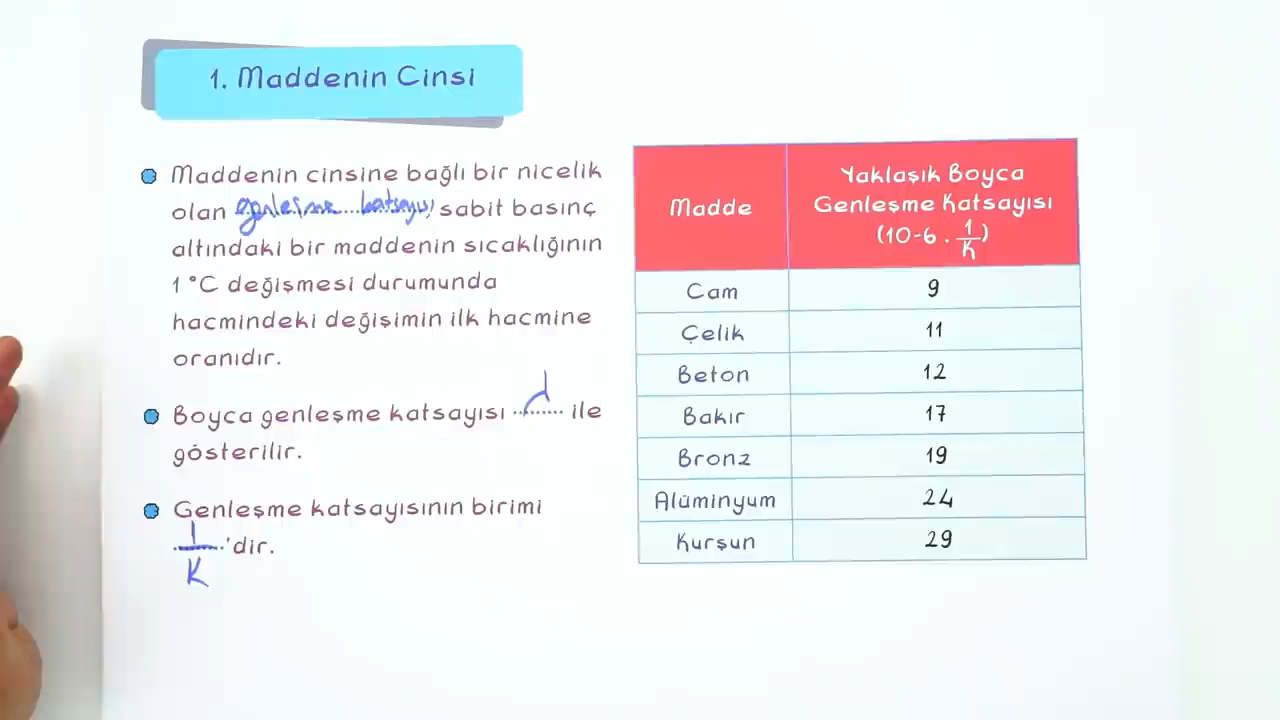 1. Maddenin Cinsi
Maddenin cinsine bağlı bir nicelik
olan genleşme katsayısı sabit basınç
altındaki bir maddenin sıcaklığının
1 °C değişmesi durumunda
hacmindeki değişimin ilk hacmine
oranıdır.
Boyca genleşme katsayısı ..λ.. ile
gösterilir.
Genleşme katsayısının birimi
1/K 'dir.
Madde
Yaklaşık Boyca
Genleşme Katsayısı
(10-6 . 1/K)
Cam 9
Çelik 11
Beton 12
Bakır 17
Bronz 19
Alüminyum 24
Kurşun 29